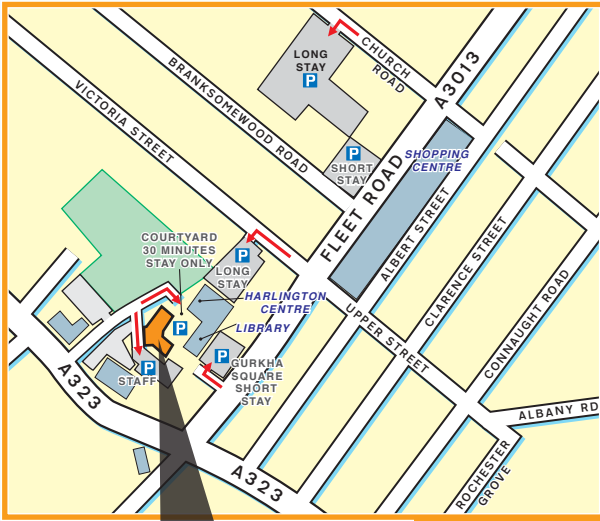 LONG
STAY
P
CHURCH
ROAD
A3013
BRANKSOMEWOOD ROAD
VICTORIA STREET
P
SHORT
STAY
SHOPPING
CENTRE
FLEET ROAD
ALBERT STREET
CLARENCE STREET
CONNAUGHT ROAD
COURTYARD
30 MINUTES
STAY ONLY
P
LONG
STAY
HARLINGTON
CENTRE
LIBRARY
P
UPPER STREET
P
GURKHA
SQUARE
SHORT
STAY
P
STAFF
A323
A323
ALBANY RD
ROCHESTER
GROVE